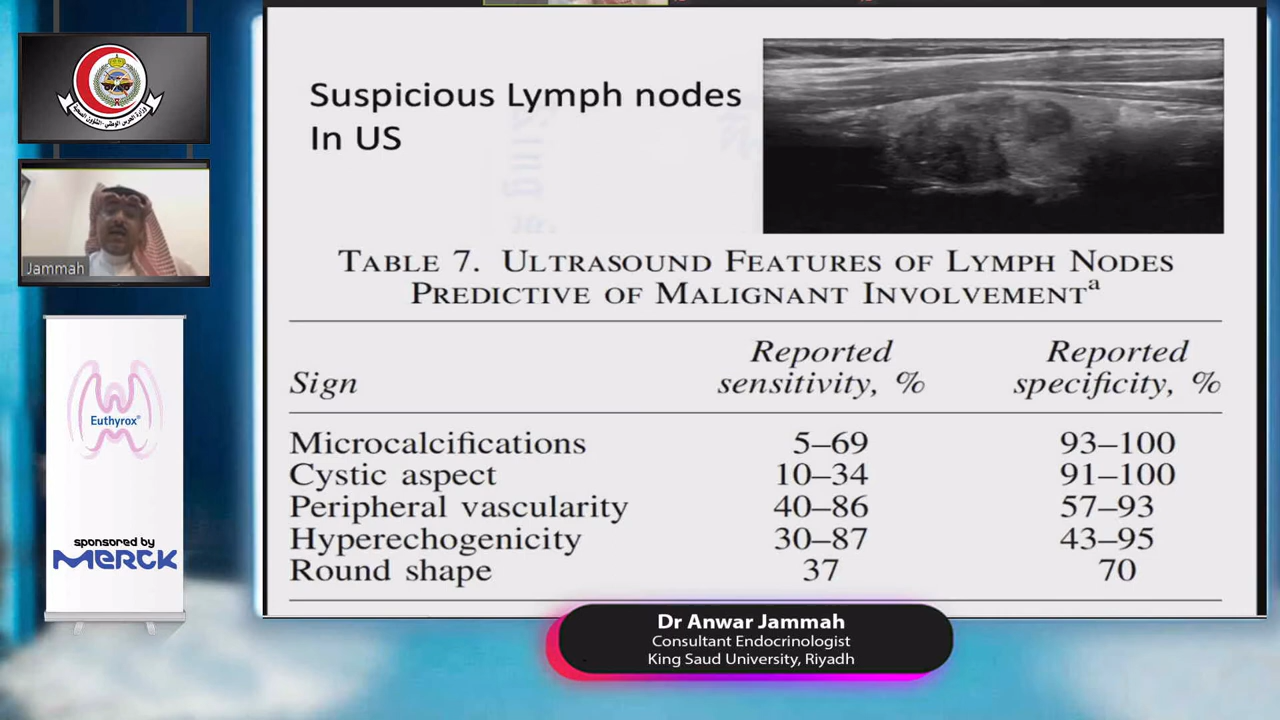 Suspicious Lymph nodes
In US
TABLE 7. ULTRASOUND FEATURES OF LYMPH NODES
PREDICTIVE OF MALIGNANT INVOLVEMENTa
Reported Reported
Sign sensitivity, % specificity, %
Microcalcifications 5–69 93–100
Cystic aspect 10–34 91–100
Peripheral vascularity 40–86 57–93
Hyperechogenicity 30–87 43–95
Round shape 37 70
Jammah
Euthyrox®
sponsored by
MERCK
Dr Anwar Jammah
Consultant Endocrinologist
King Saud University, Riyadh